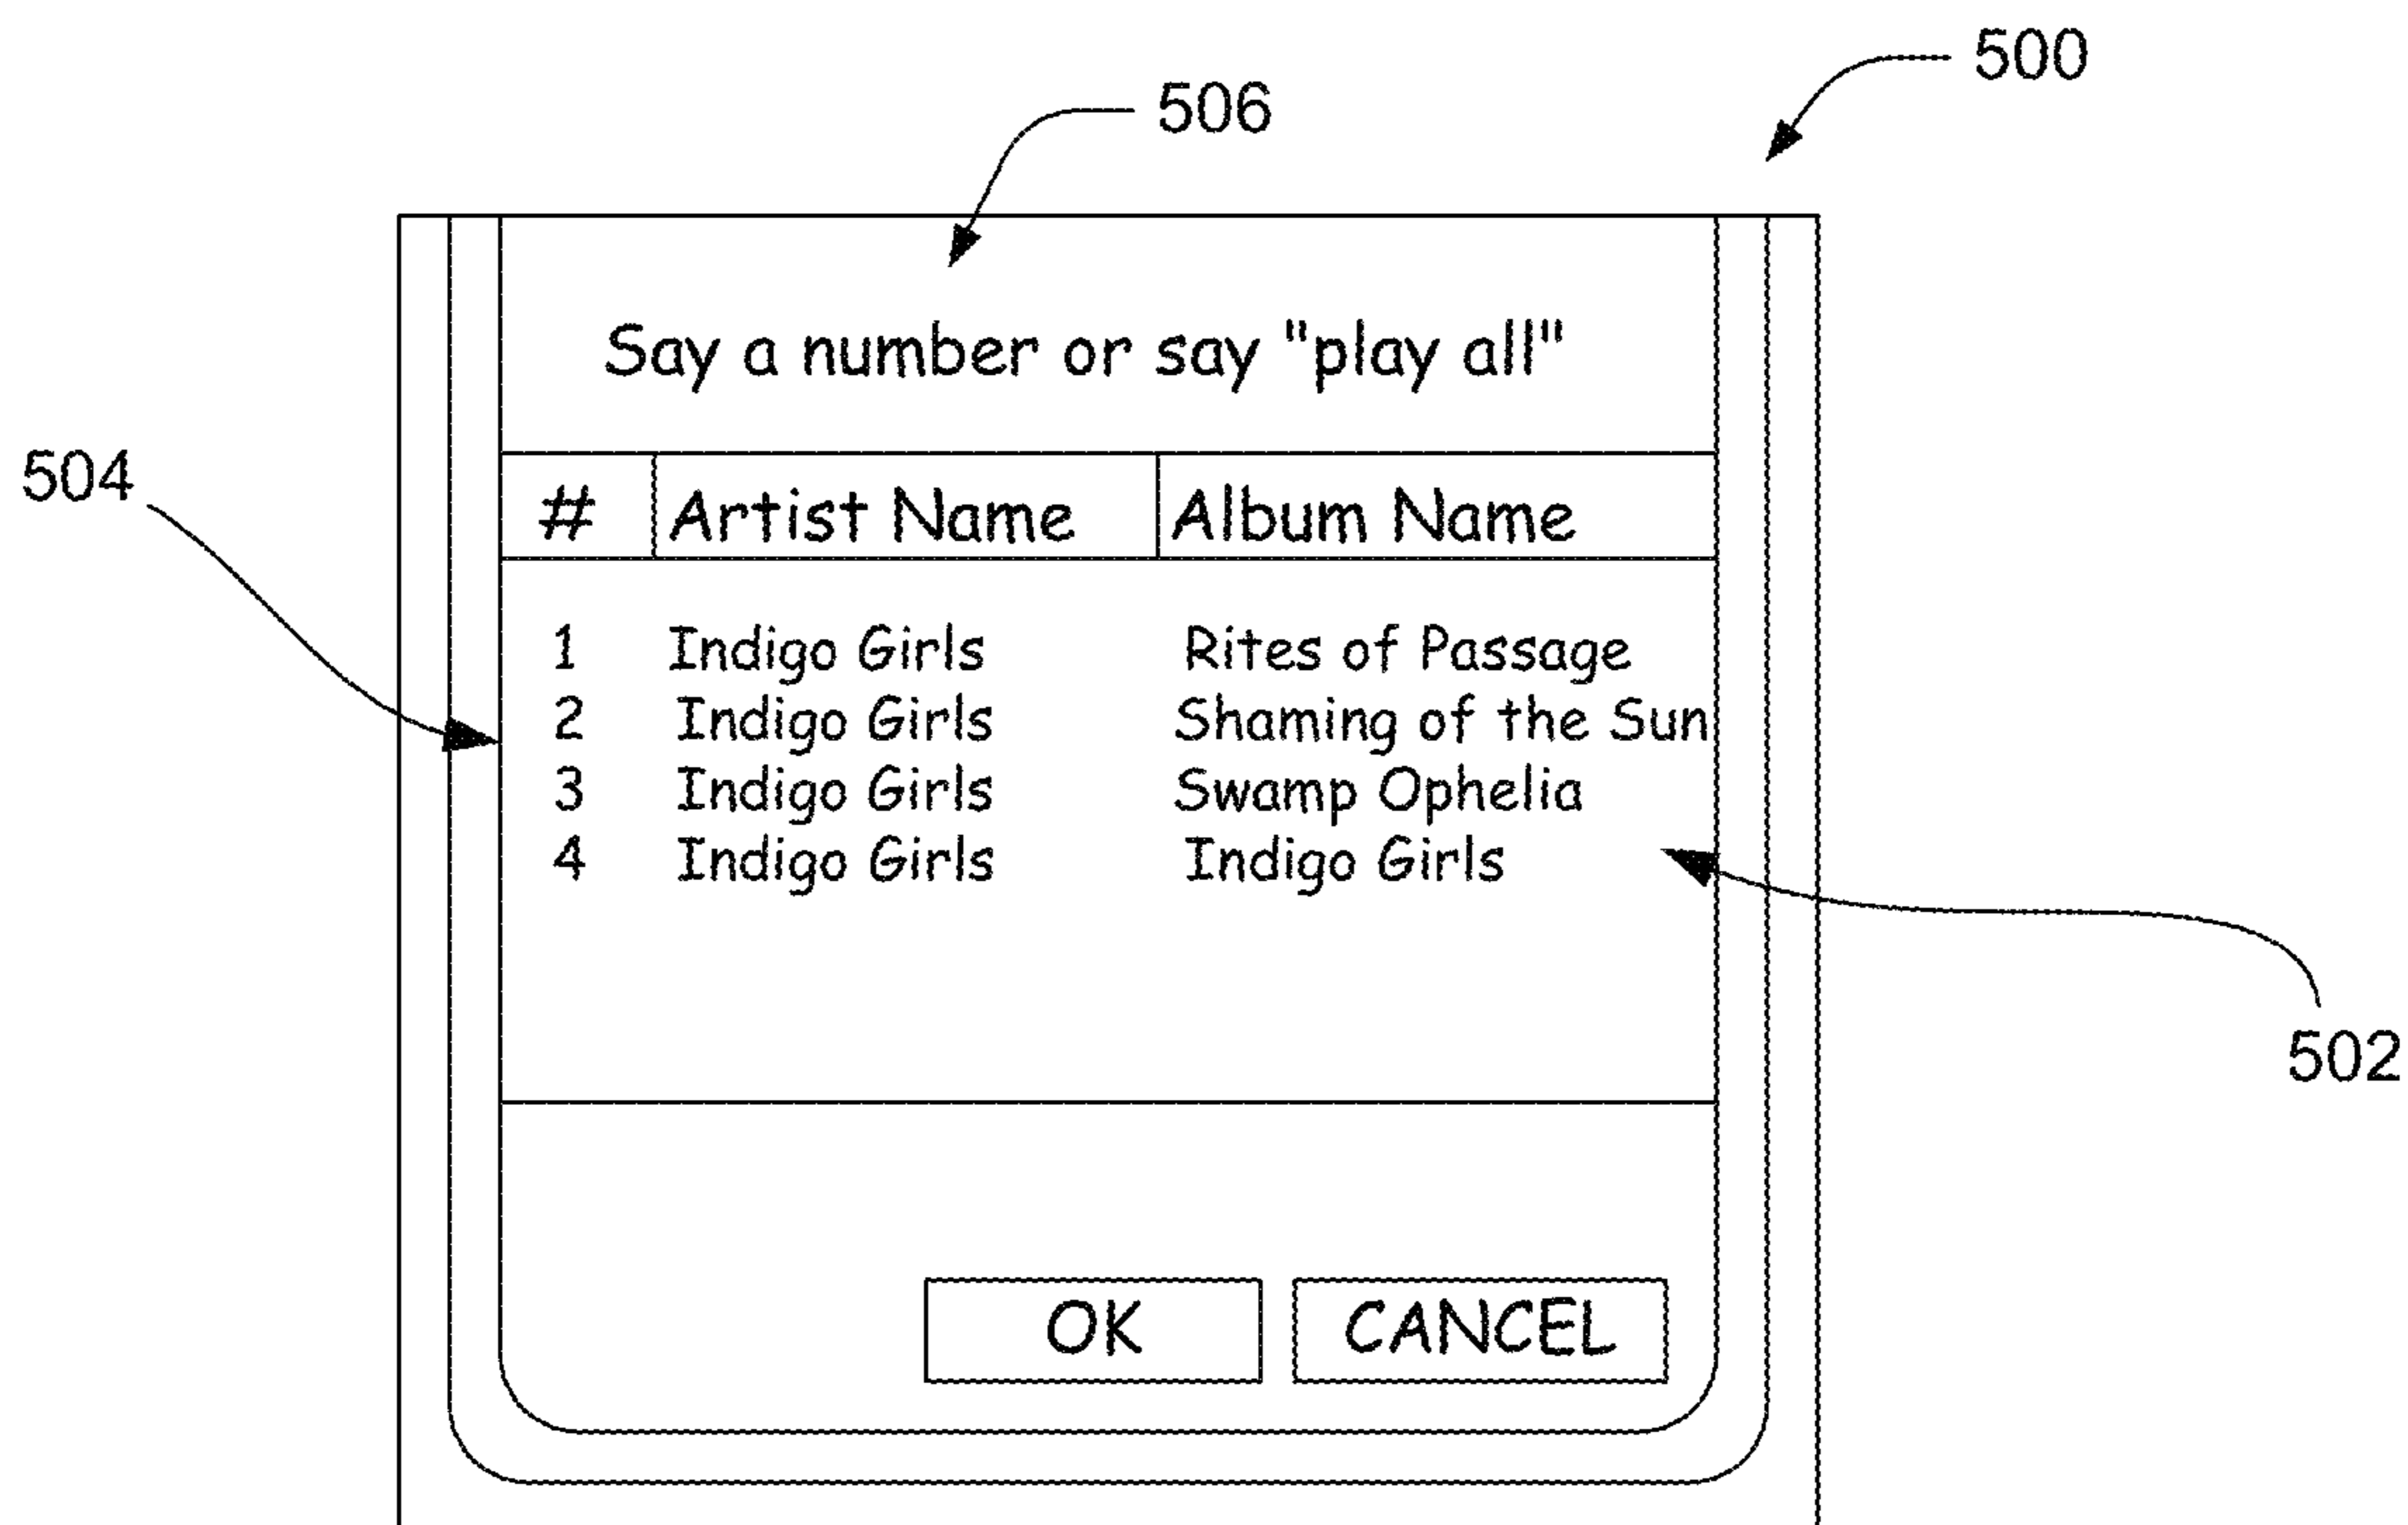 500
506
Say a number or say "play all"
504
# Artist Name Album Name
1 Indigo Girls Rites of Passage
2 Indigo Girls Shaming of the Sun
3 Indigo Girls Swamp Ophelia
4 Indigo Girls Indigo Girls
502
OK CANCEL